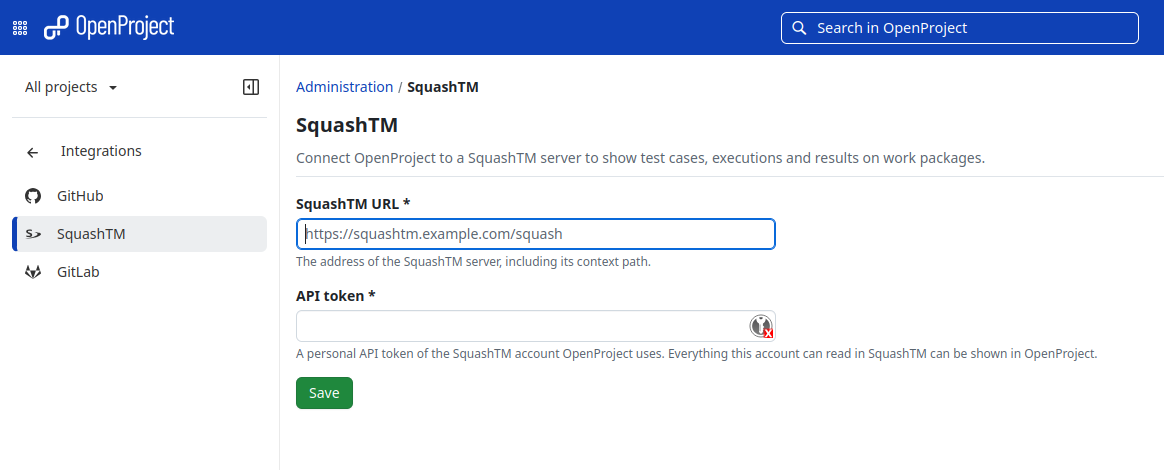 OpenProject
Search in OpenProject
All projects
Administration / SquashTM
Integrations
GitHub
SquashTM
GitLab
SquashTM
Connect OpenProject to a SquashTM server to show test cases, executions and results on work packages.
SquashTM URL *
https://squashtm.example.com/squash
The address of the SquashTM server, including its context path.
API token *
A personal API token of the SquashTM account OpenProject uses. Everything this account can read in SquashTM can be shown in OpenProject.
Save